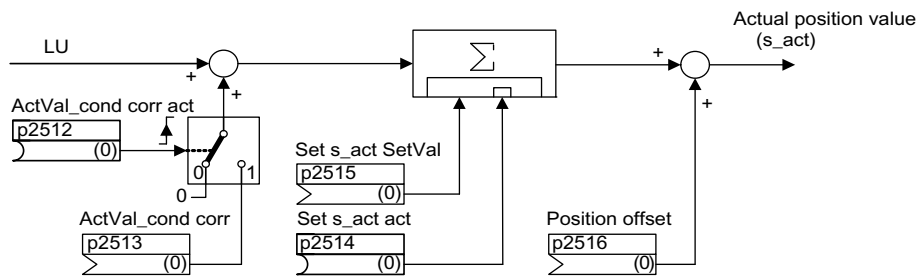 Actual position value
(s_act)
LU
+
+
+
+
Σ
ActVal_cond corr act
p2512
(0)
0
1
0
Set s_act SetVal
p2515
(0)
ActVal_cond corr
p2513
(0)
Set s_act act
p2514
(0)
Position offset
p2516
(0)